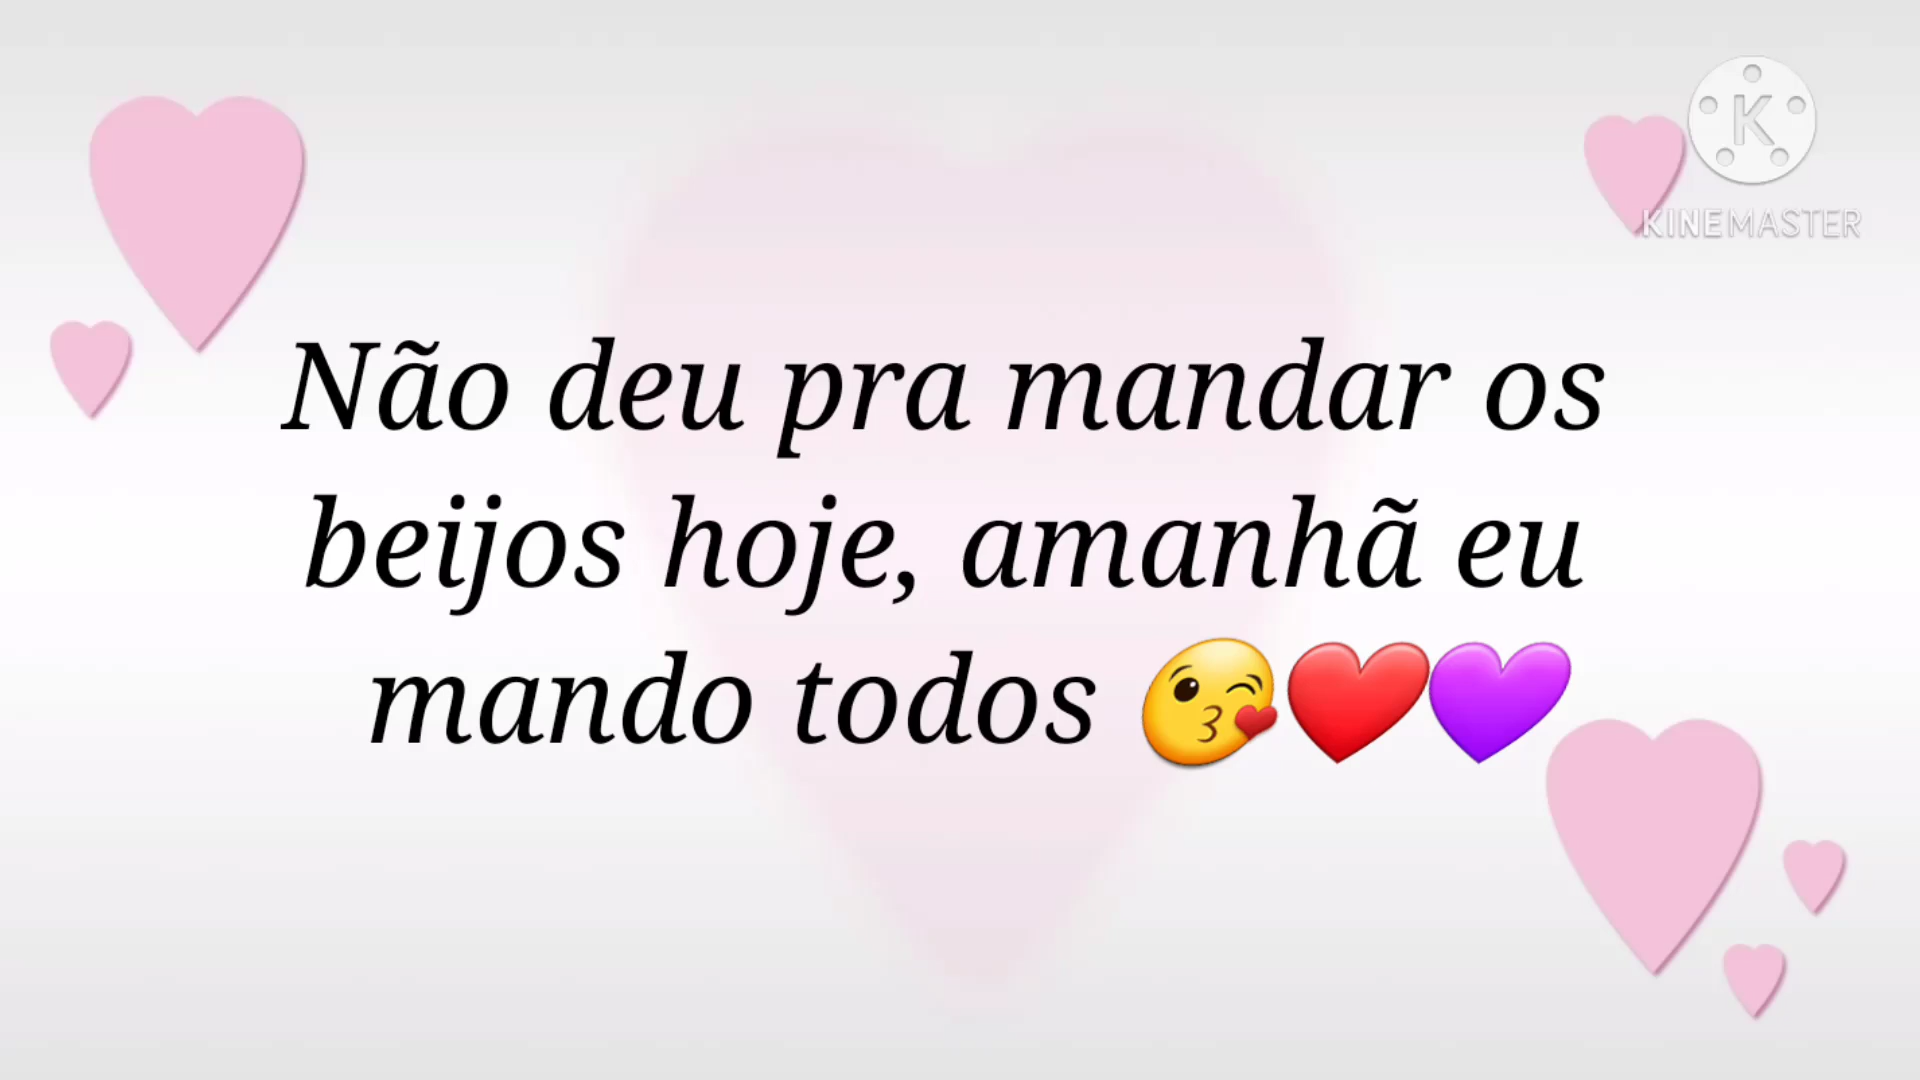 K
KINEMASTER
Não deu pra mandar os
beijos hoje, amanhã eu
mando todos 😘❤️💜